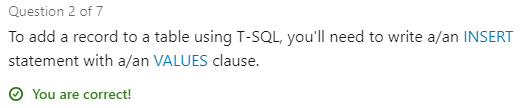 Question 2 of 7
To add a record to a table using T-SQL, you'll need to write a/an INSERT
statement with a/an VALUES clause.
You are correct!